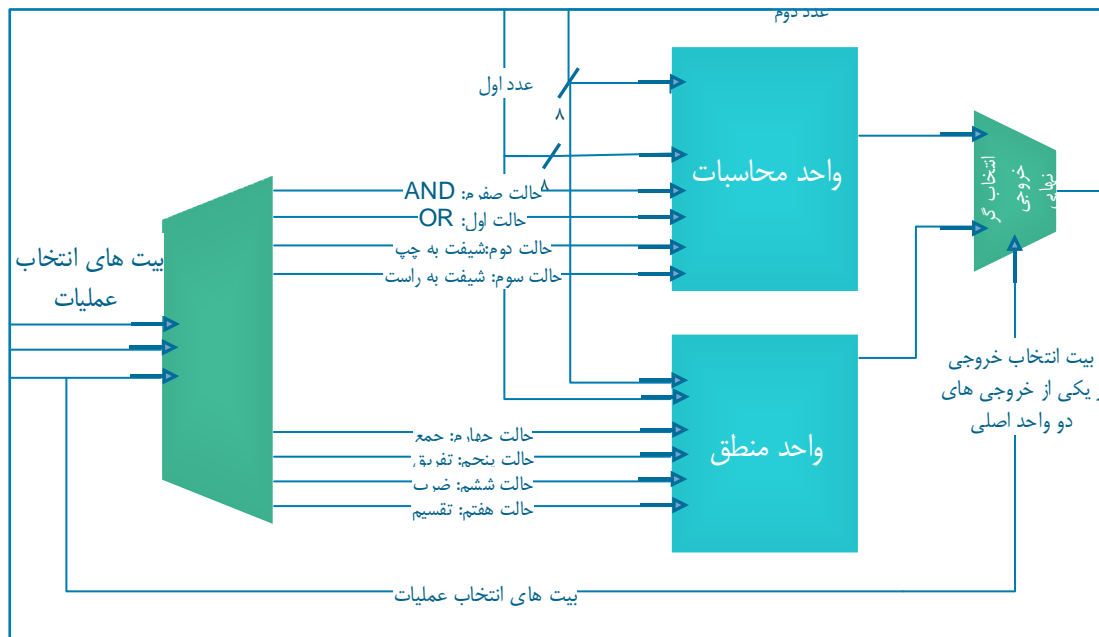 عدد دوم
عدد اول
۸
۸
واحد محاسبات
انتخاب گر
خروجی
نهایی
حالت صفرم: AND
حالت اول: OR
حالت دوم:شیفت به چپ
حالت سوم: شیفت به راست
بیت های انتخاب
عملیات
بیت انتخاب خروجی
یکی از خروجی های
دو واحد اصلی
واحد منطق
حالت چهارم: جمع
حالت پنجم: تفریق
حالت ششم: ضرب
حالت هفتم: تقسیم
بیت های انتخاب عملیات